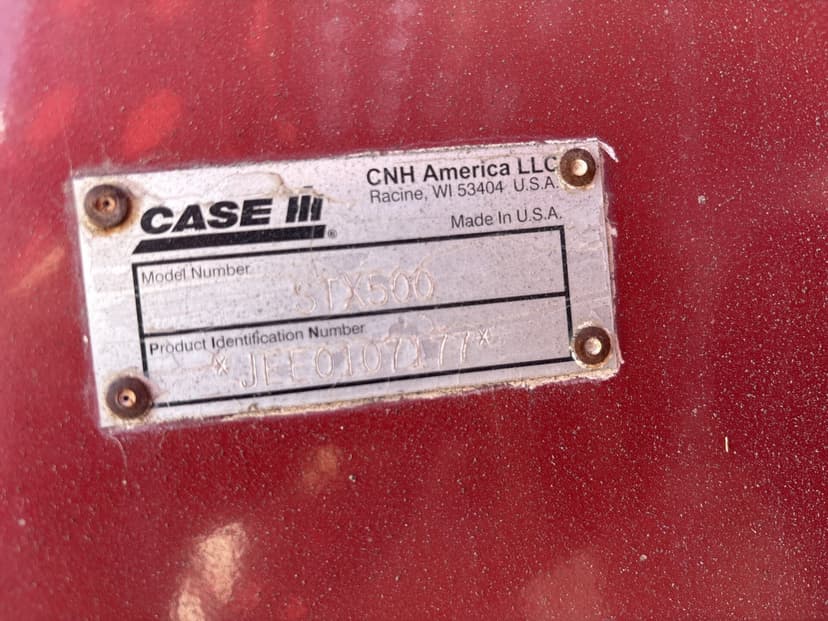 CNH America LLC
Racine, WI 53404 U.S.A.
CASE IH®
Made In U.S.A.
Model Number
STX500
Product Identification Number
*JEE0107177*